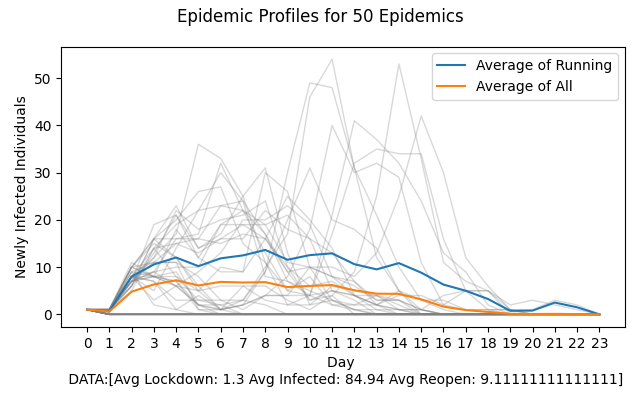 Epidemic Profiles for 50 Epidemics
Average of Running
Average of All
Newly Infected Individuals
50
40
30
20
10
0
0 1 2 3 4 5 6 7 8 9 10 11 12 13 14 15 16 17 18 19 20 21 22 23
Day
DATA:[Avg Lockdown: 1.3 Avg Infected: 84.94 Avg Reopen: 9.11111111111111]